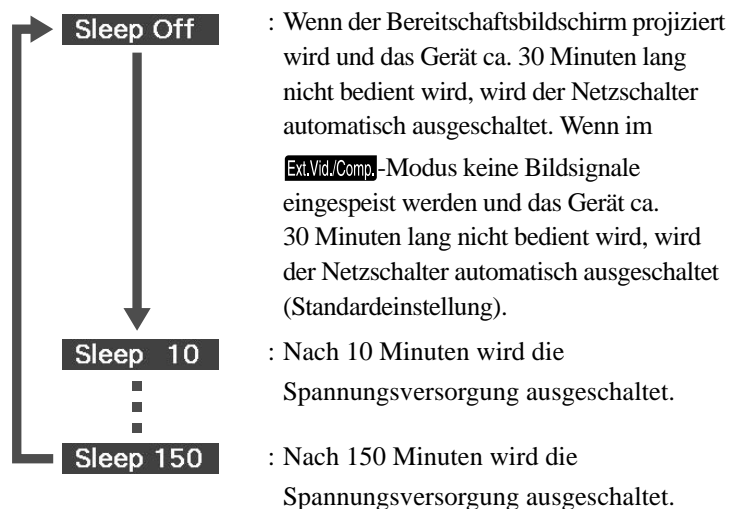 Sleep Off : Wenn der Bereitschaftsbildschirm projiziert
wird und das Gerät ca. 30 Minuten lang
nicht bedient wird, wird der Netzschalter
automatisch ausgeschaltet. Wenn im
Ext.Vid./Comp.-Modus keine Bildsignale
eingespeist werden und das Gerät ca.
30 Minuten lang nicht bedient wird, wird
der Netzschalter automatisch ausgeschaltet
(Standardeinstellung).
Sleep 10 : Nach 10 Minuten wird die
Spannungsversorgung ausgeschaltet.
Sleep 150 : Nach 150 Minuten wird die
Spannungsversorgung ausgeschaltet.